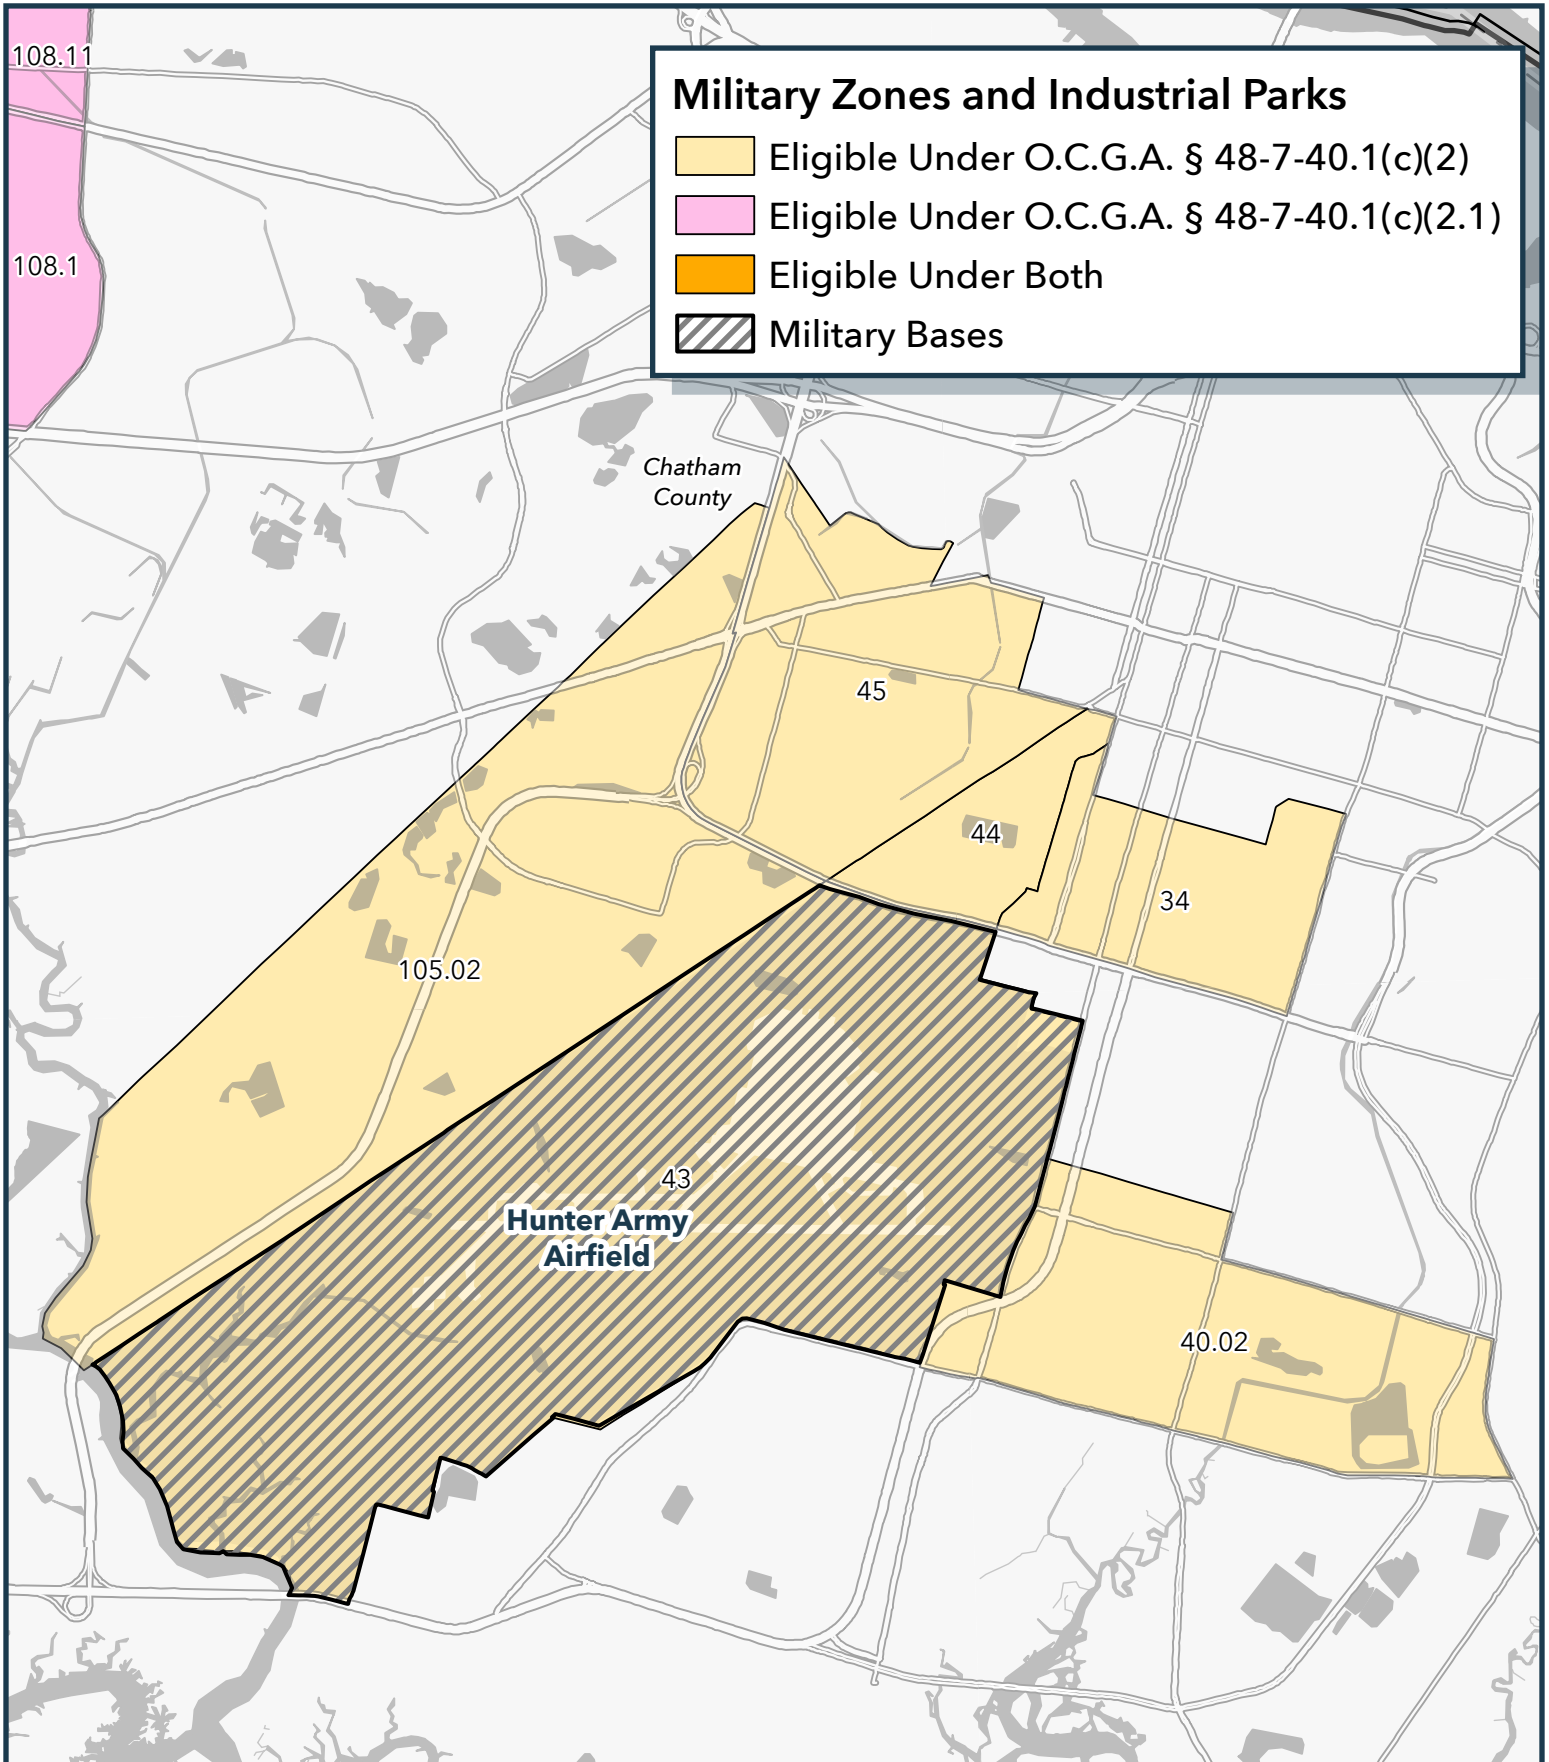 108.11
Military Zones and Industrial Parks
Eligible Under O.C.G.A. § 48-7-40.1(c)(2)
Eligible Under O.C.G.A. § 48-7-40.1(c)(2.1)
Eligible Under Both
Military Bases
108.1
Chatham
County
45
44
34
105.02
43
Hunter Army
Airfield
40.02